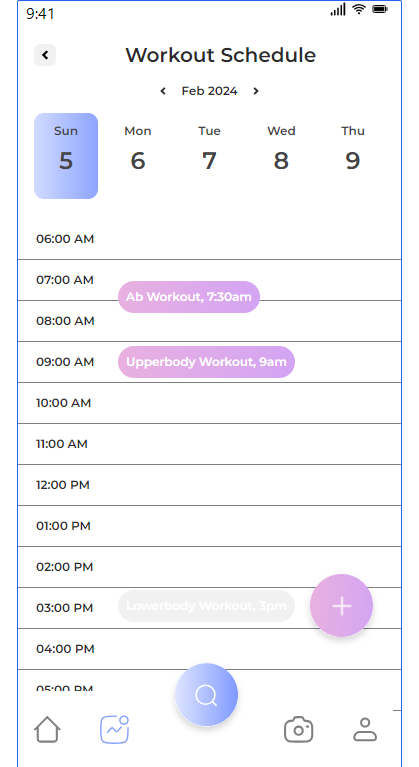 9:41
Workout Schedule
Feb 2024
Sun Mon Tue Wed Thu
5 6 7 8 9
06:00 AM
07:00 AM
Ab Workout, 7:30am
08:00 AM
09:00 AM Upperbody Workout, 9am
10:00 AM
11:00 AM
12:00 PM
01:00 PM
02:00 PM
03:00 PM Lowerbody Workout, 3pm
04:00 PM
05:00 PM